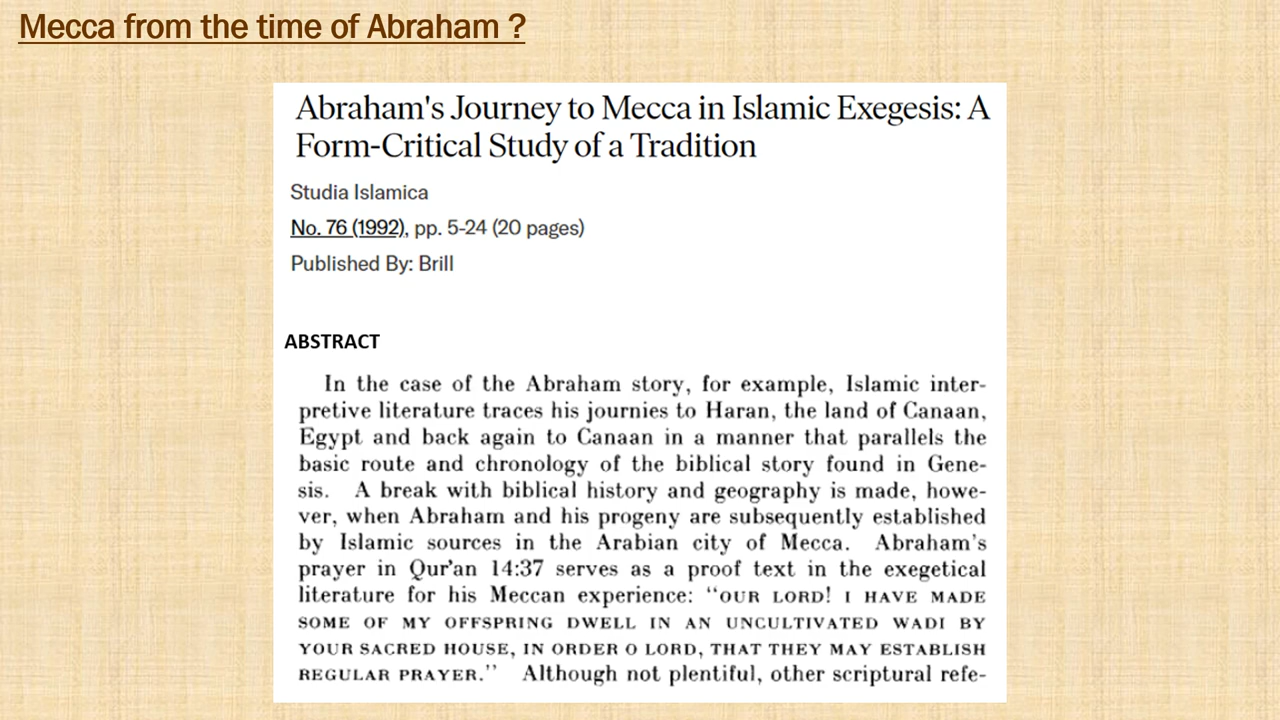 Mecca from the time of Abraham ?
Abraham's Journey to Mecca in Islamic Exegesis: A
Form-Critical Study of a Tradition
Studia Islamica
No. 76 (1992), pp. 5-24 (20 pages)
Published By: Brill
ABSTRACT
In the case of the Abraham story, for example, Islamic inter-
pretive literature traces his journies to Haran, the land of Canaan,
Egypt and back again to Canaan in a manner that parallels the
basic route and chronology of the biblical story found in Gene-
sis. A break with biblical history and geography is made, howe-
ver, when Abraham and his progeny are subsequently established
by Islamic sources in the Arabian city of Mecca. Abraham's
prayer in Qur'an 14:37 serves as a proof text in the exegetical
literature for his Meccan experience: “OUR LORD! I HAVE MADE
SOME OF MY OFFSPRING DWELL IN AN UNCULTIVATED WADI BY
YOUR SACRED HOUSE, IN ORDER O LORD, THAT THEY MAY ESTABLISH
REGULAR PRAYER.” Although not plentiful, other scriptural refe-